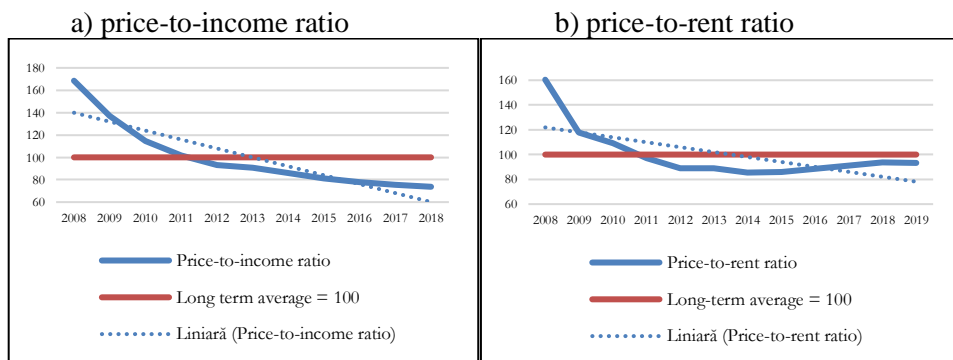 a) price-to-income ratio
180
160
140
120
100
80
60
2008 2009 2010 2011 2012 2013 2014 2015 2016 2017 2018
Price-to-income ratio
Long term average = 100
Liniară (Price-to-income ratio)
b) price-to-rent ratio
160
140
120
100
80
60
2008 2009 2010 2011 2012 2013 2014 2015 2016 2017 2018 2019
Price-to-rent ratio
Long-term average = 100
Liniară (Price-to-rent ratio)